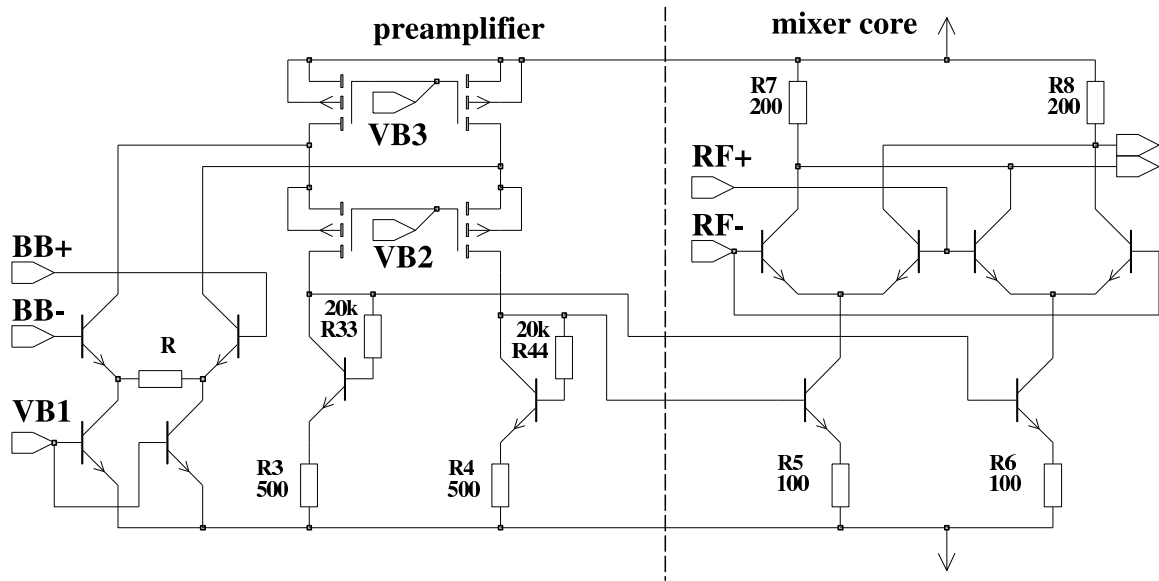 preamplifier
mixer core
R7
200
R8
200
VB3
RF+
RF-
VB2
BB+
BB-
20k
R33
20k
R44
R
VB1
R3
500
R4
500
R5
100
R6
100